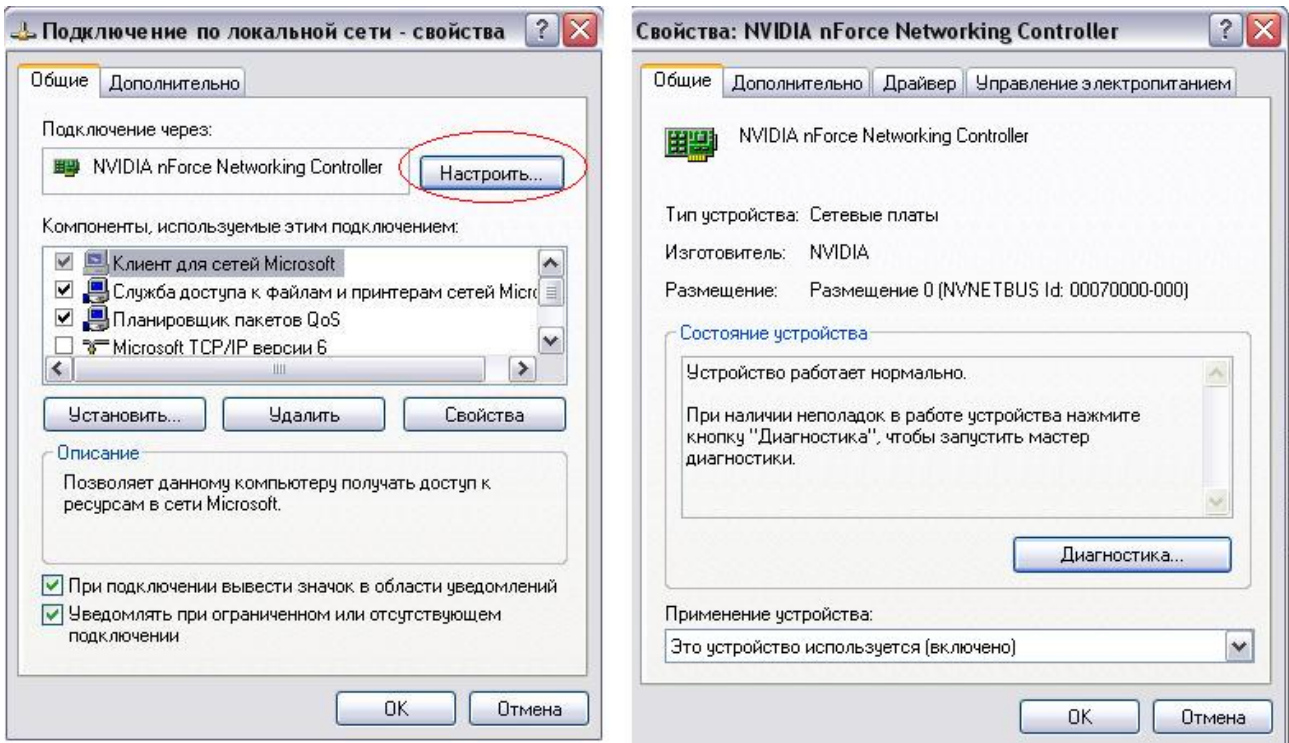 Подключение по локальной сети - свойства
Общие
Дополнительно
Подключение через:
NVIDIA nForce Networking Controller
Настроить...
Компоненты, используемые этим подключением:
Клиент для сетей Microsoft
Служба доступа к файлам и принтерам сетей Micro
Планировщик пакетов QoS
Microsoft TCP/IP версии 6
Установить...
Удалить
Свойства
Описание
Позволяет данному компьютеру получать доступ к
ресурсам в сети Microsoft.
При подключении вывести значок в области уведомлений
Уведомлять при ограниченном или отсутствующем
подключении
OK
Отмена
Свойства: NVIDIA nForce Networking Controller
Общие
Дополнительно
Драйвер
Управление электропитанием
NVIDIA nForce Networking Controller
Тип устройства: Сетевые платы
Изготовитель: NVIDIA
Размещение: Размещение 0 (NVNETBUS Id: 00070000-000)
Состояние устройства
Устройство работает нормально.
При наличии неполадок в работе устройства нажмите
кнопку "Диагностика", чтобы запустить мастер
диагностики.
Диагностика...
Применение устройства:
Это устройство используется (включено)
OK
Отмена